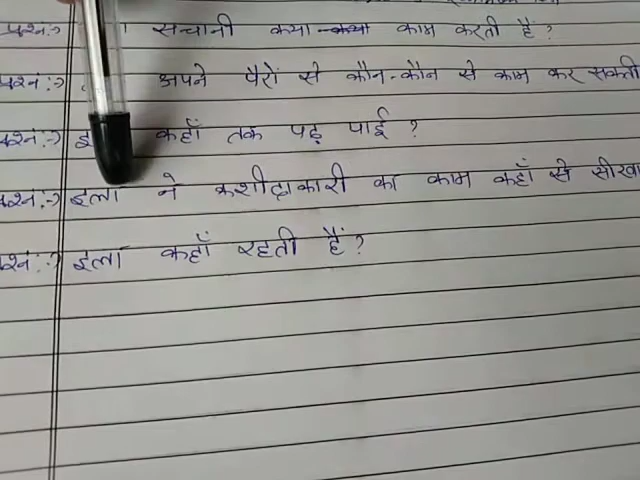 प्रश्न:-> सचानी क्या-क्या काम करती है?
प्रश्न:-> अपने पैरों से कौन-कौन से काम कर सकती
प्रश्न:-> कहाँ तक पढ़ पाई?
प्रश्न:-> इला ने कशीदाकारी का काम कहाँ से सीखा
प्रश्न:-> इला कहाँ रहती हैं?